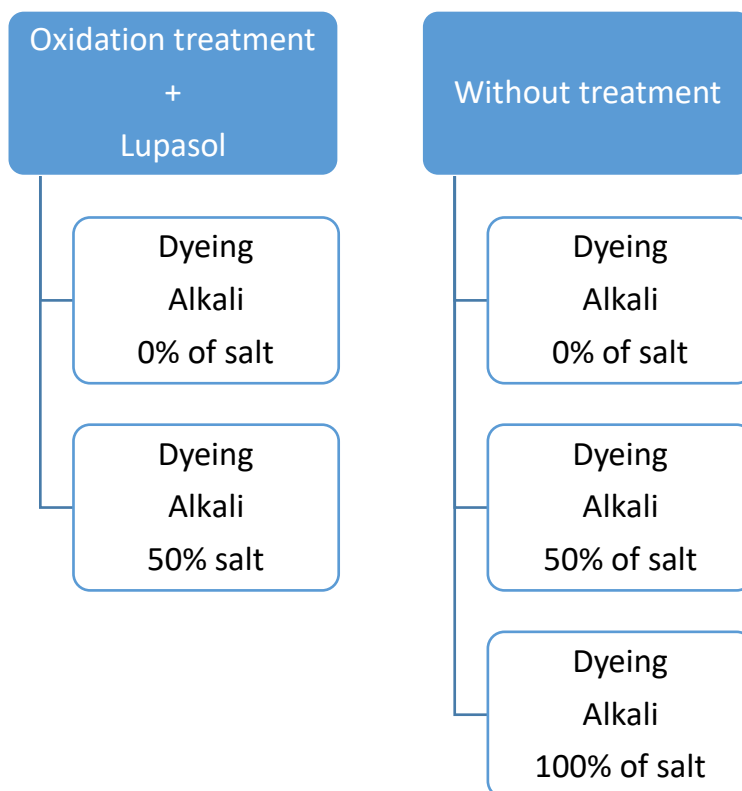 Oxidation treatment
+
Lupasol
Dyeing
Alkali
0% of salt
Dyeing
Alkali
50% salt
Without treatment
Dyeing
Alkali
0% of salt
Dyeing
Alkali
50% of salt
Dyeing
Alkali
100% of salt